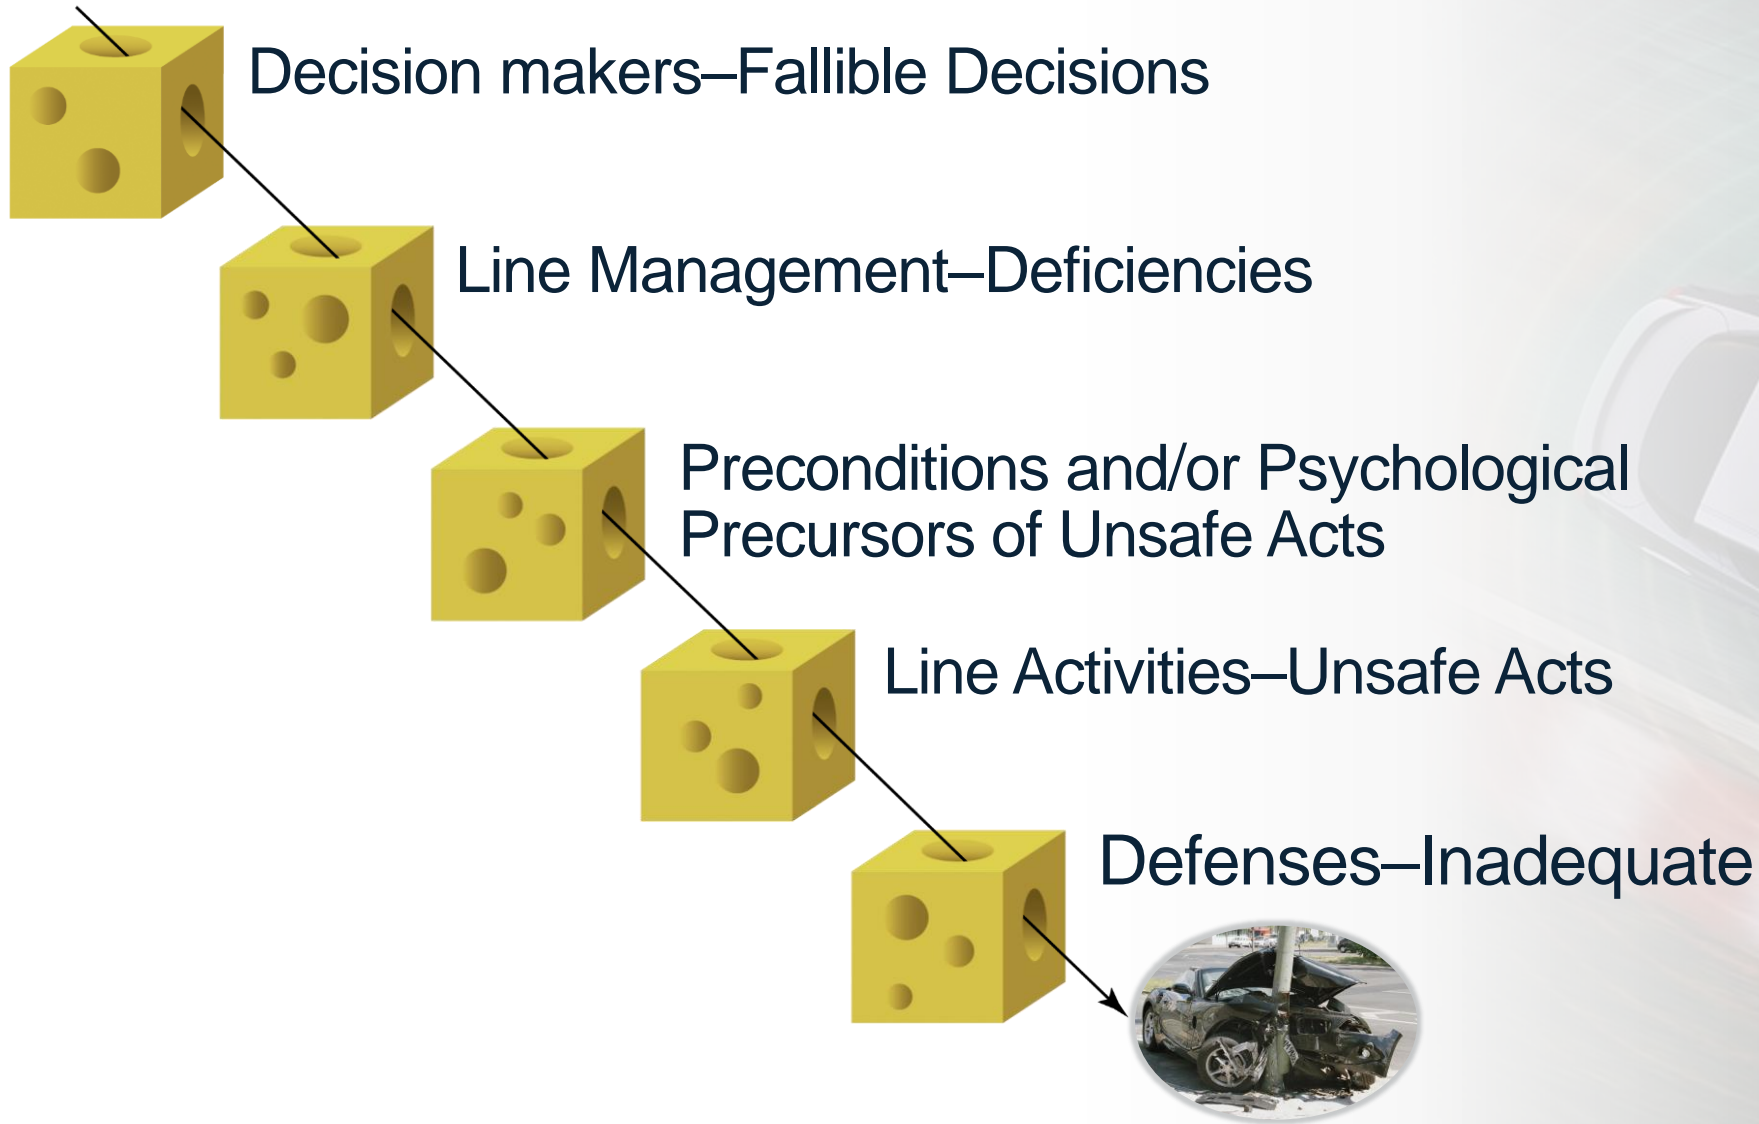 Decision makers–Fallible Decisions
Line Management–Deficiencies
Preconditions and/or Psychological
Precursors of Unsafe Acts
Line Activities–Unsafe Acts
Defenses–Inadequate